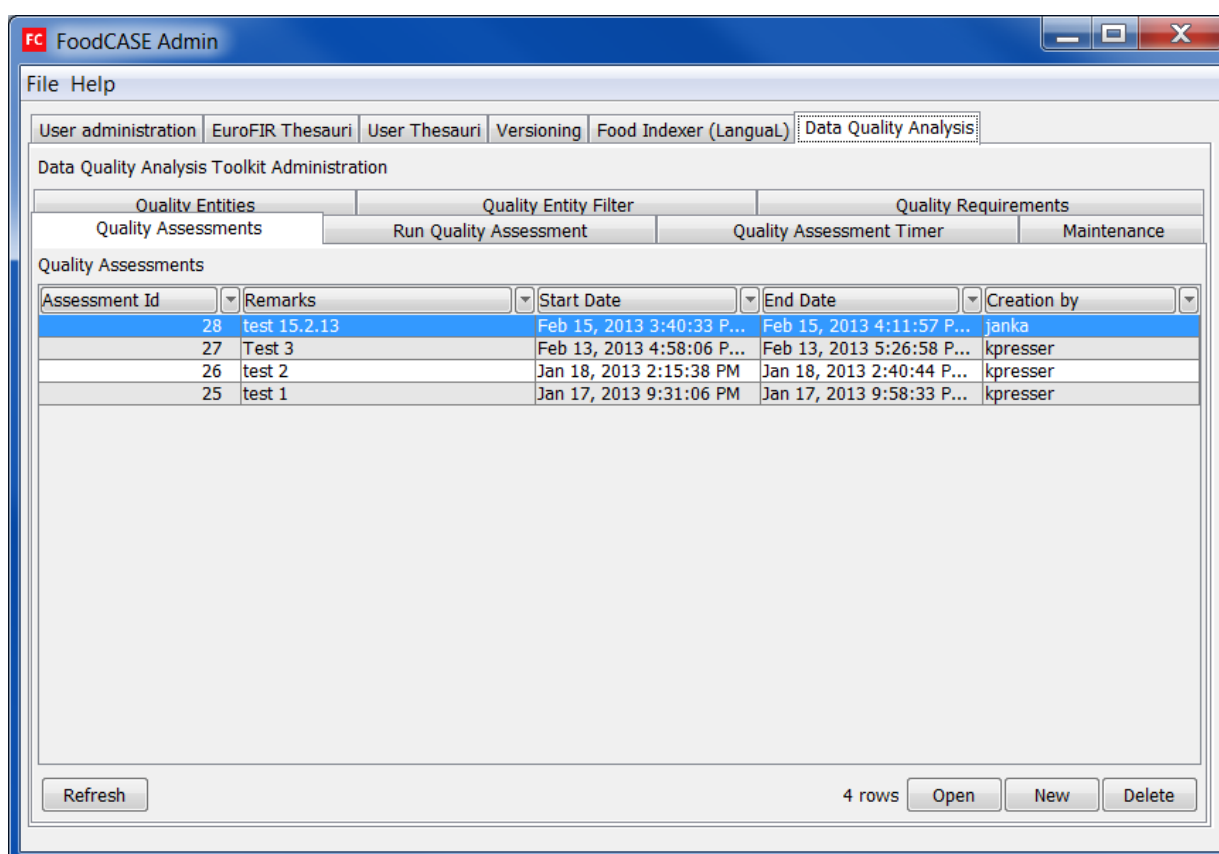 FC FoodCASE Admin
File Help
User administration EuroFIR Thesauri User Thesauri Versioning Food Indexer (LanguaL) Data Quality Analysis
Data Quality Analysis Toolkit Administration
Quality Entities Quality Entity Filter Quality Requirements
Quality Assessments Run Quality Assessment Quality Assessment Timer Maintenance
Quality Assessments
Assessment Id Remarks Start Date End Date Creation by
28 test 15.2.13 Feb 15, 2013 3:40:33 P... Feb 15, 2013 4:11:57 P... janka
27 Test 3 Feb 13, 2013 4:58:06 P... Feb 13, 2013 5:26:58 P... kpresser
26 test 2 Jan 18, 2013 2:15:38 PM Jan 18, 2013 2:40:44 P... kpresser
25 test 1 Jan 17, 2013 9:31:06 PM Jan 17, 2013 9:58:33 P... kpresser
Refresh 4 rows Open New Delete